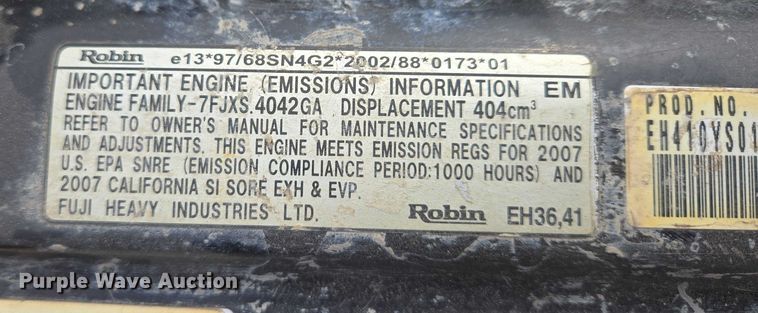 Robin e13*97/68SN4G2*2002/88*0173*01
IMPORTANT ENGINE (EMISSIONS) INFORMATION EM
ENGINE FAMILY-7FJXS.4042GA DISPLACEMENT 404cm³
REFER TO OWNER'S MANUAL FOR MAINTENANCE SPECIFICATIONS
AND ADJUSTMENTS. THIS ENGINE MEETS EMISSION REGS FOR 2007
U.S. EPA SNRE (EMISSION COMPLIANCE PERIOD:1000 HOURS) AND
2007 CALIFORNIA SI SORE EXH & EVP.
FUJI HEAVY INDUSTRIES LTD. Robin EH36,41
PROD. NO.
EH410YS01
Purple Wave Auction